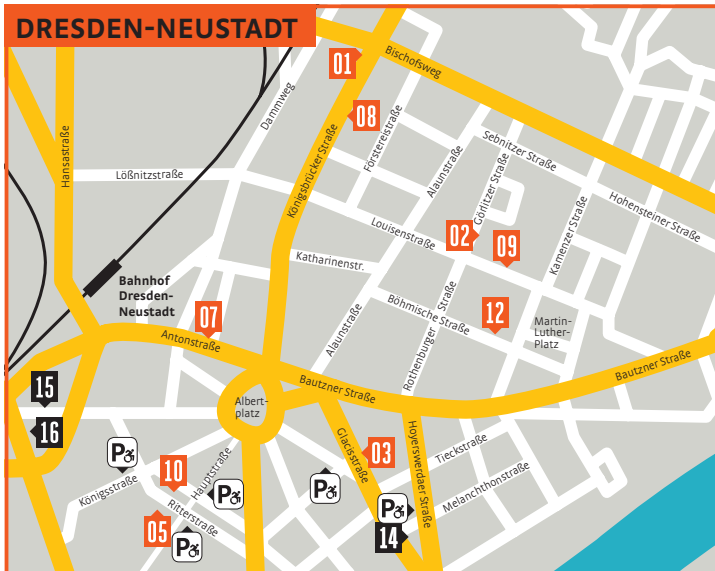 DRESDEN-NEUSTADT
01
Bischofsweg
Dammweg
08
Hansastraße
Königsbrücker Straße
Förstereistraße
Alaunstraße
Sebnitzer Straße
Görlitzer Straße
Lößnitzstraße
Louisenstraße
Kamenzer Straße
Hohensteiner Straße
02
09
Katharinenstr.
Bahnhof
Dresden-
Neustadt
07
Antonstraße
Alaunstraße
Böhmische Straße
Rothenburger Straße
12
Martin-
Luther-
Platz
Bautzner Straße
Bautzner Straße
15
16
Albert-
platz
Glacisstraße
Hoyerswerdaer Straße
03
Tieckstraße
Melanchthonstraße
P
10
Hauptstraße
Königsstraße
P
P
P
Ritterstraße
05
P
14